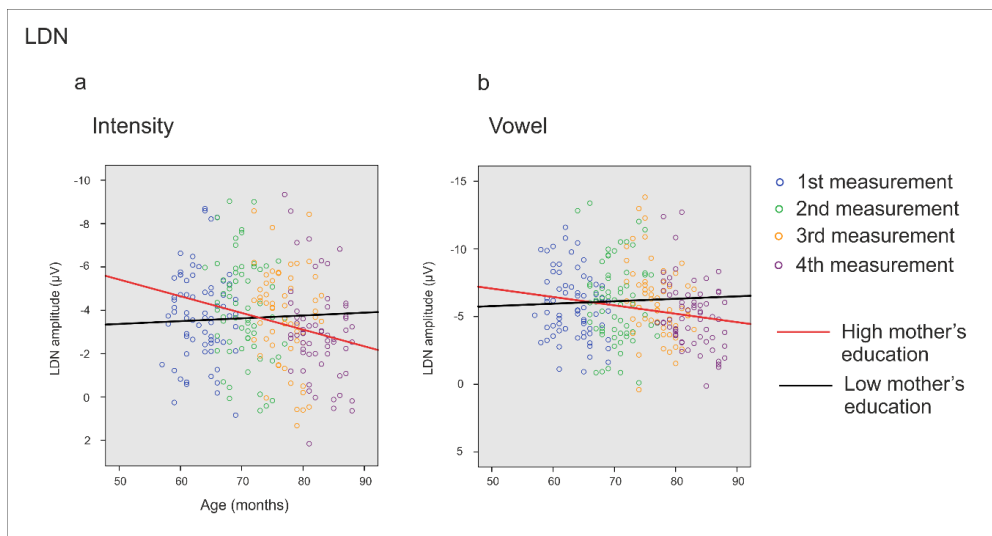 LDN
a
Intensity
-10
-8
-6
-4
-2
0
2
LDN amplitude (μV)
50 60 70 80 90
Age (months)
b
Vowel
-15
-10
-5
0
5
LDN amplitude (μV)
50 60 70 80 90
1st measurement
2nd measurement
3rd measurement
4th measurement
High mother's
education
Low mother's
education